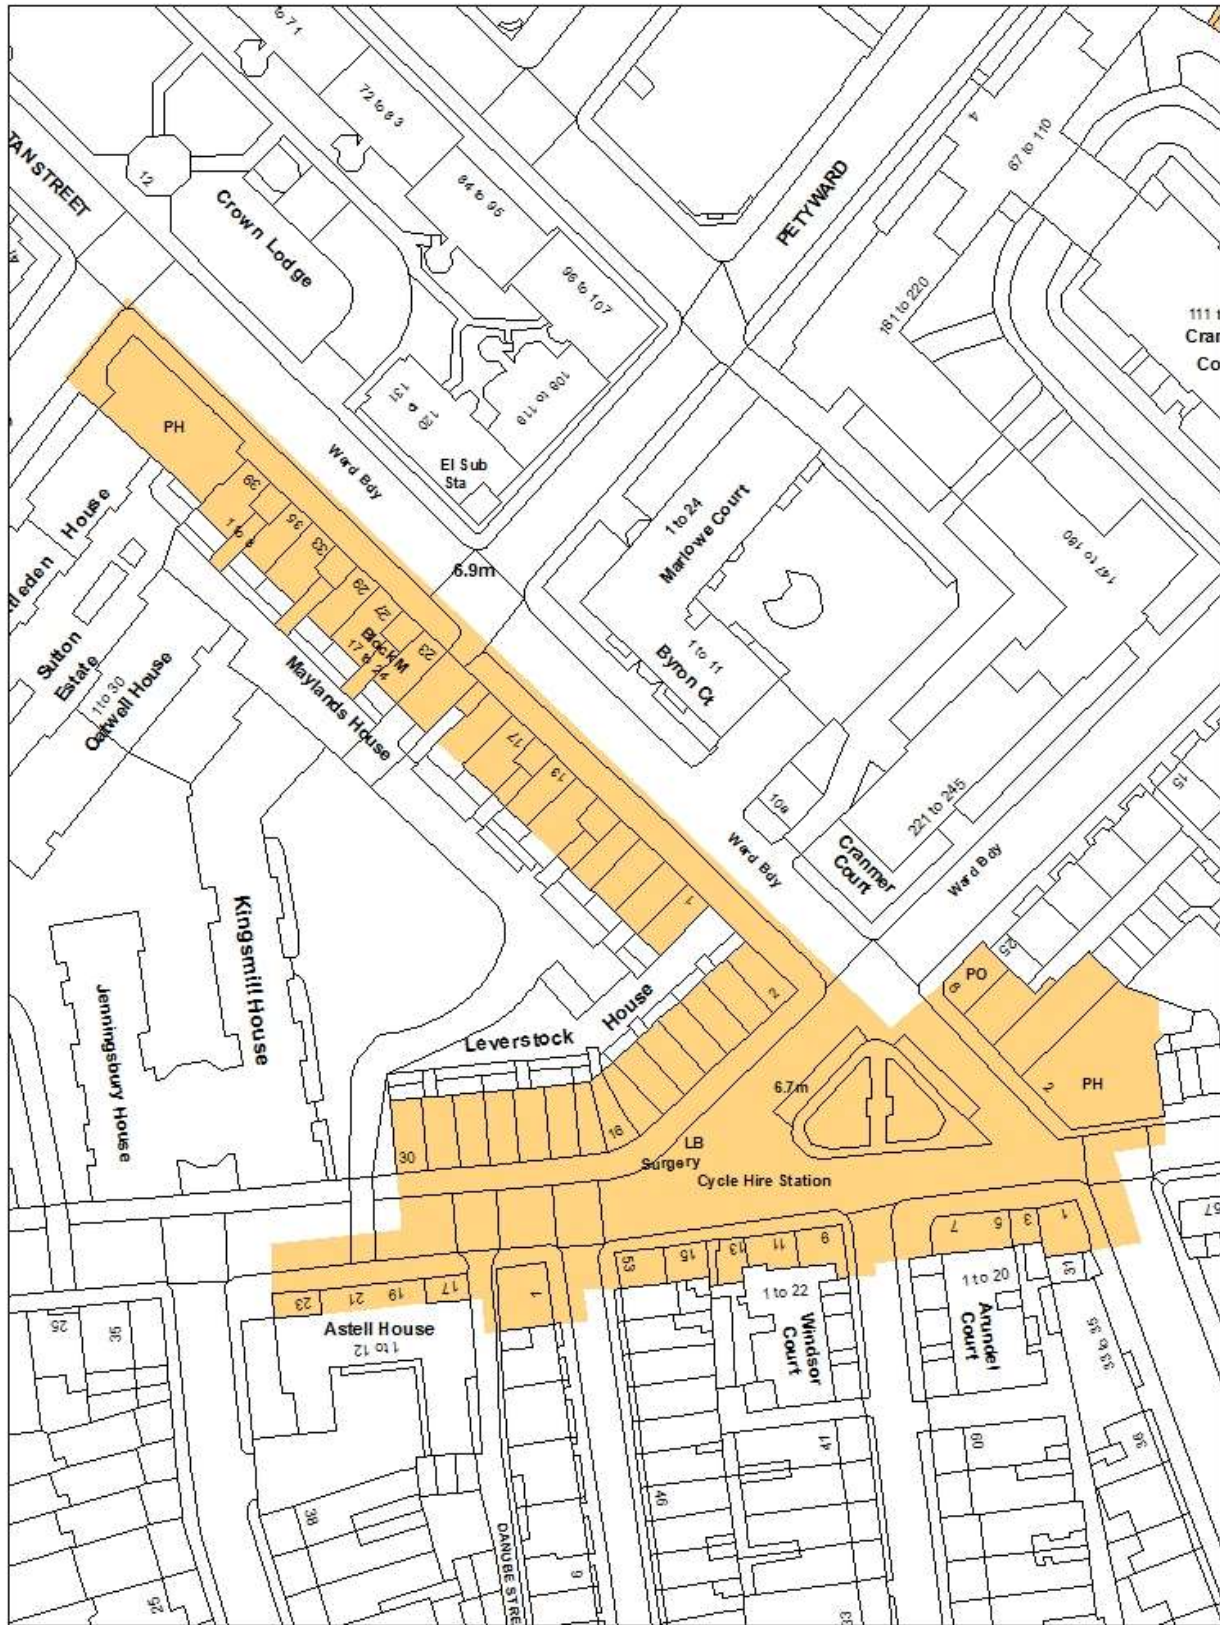 to 71
72 to 83
4
67 to 110
12
TAN STREET
84 to 95
PETYWARD
Crown Lodge
96 to 107
181 to 220
111 t
Cran
Co
131
120
108 to 119
PH
Ward Bdy
El Sub
Sta
39
1 to 8
35
33
29
27
23
6.9m
1 to 24
Marlowe Court
147 to 180
House
Sutton
Estate
1 to 30
Oatwell House
Block M
17 to 24
Maylands House
1 to 11
Byron Ct
17
13
1
10a
221 to 245
15
Ward Bdy
Cranmer
Court
Ward Bdy
Kingsmill House
Jenningsbury House
25
PO
8
2
House
Leverstock
6.7m
2
PH
16
30
LB
Surgery
Cycle Hire Station
57
7
5
3
1
53
15
13
11
9
31
23
21
19
17
1
1 to 22
Windsor
Court
1 to 20
Arundel
Court
33 to 35
25
35
Astell House
1 to 12
41
60
36
46
38
DANUBE STRE
9
25
33